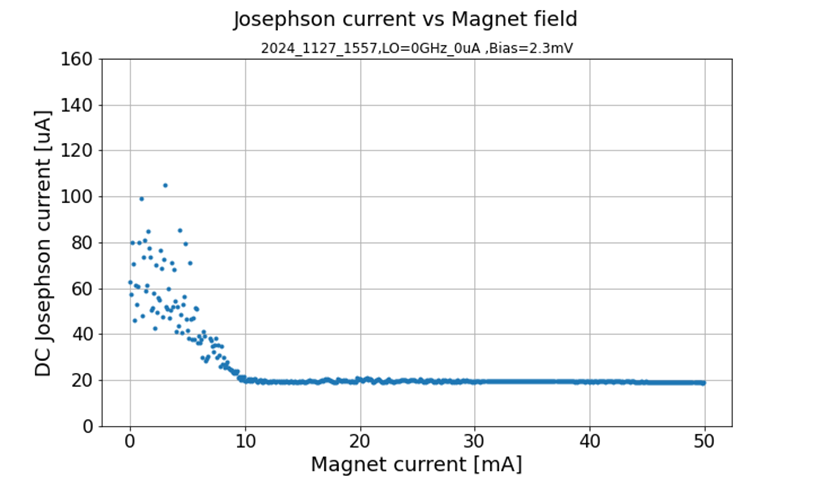 Josephson current vs Magnet field
2024_1127_1557,LO=0GHz_0uA ,Bias=2.3mV
160
140
120
100
80
60
40
20
0
DC Josephson current [uA]
0 10 20 30 40 50
Magnet current [mA]